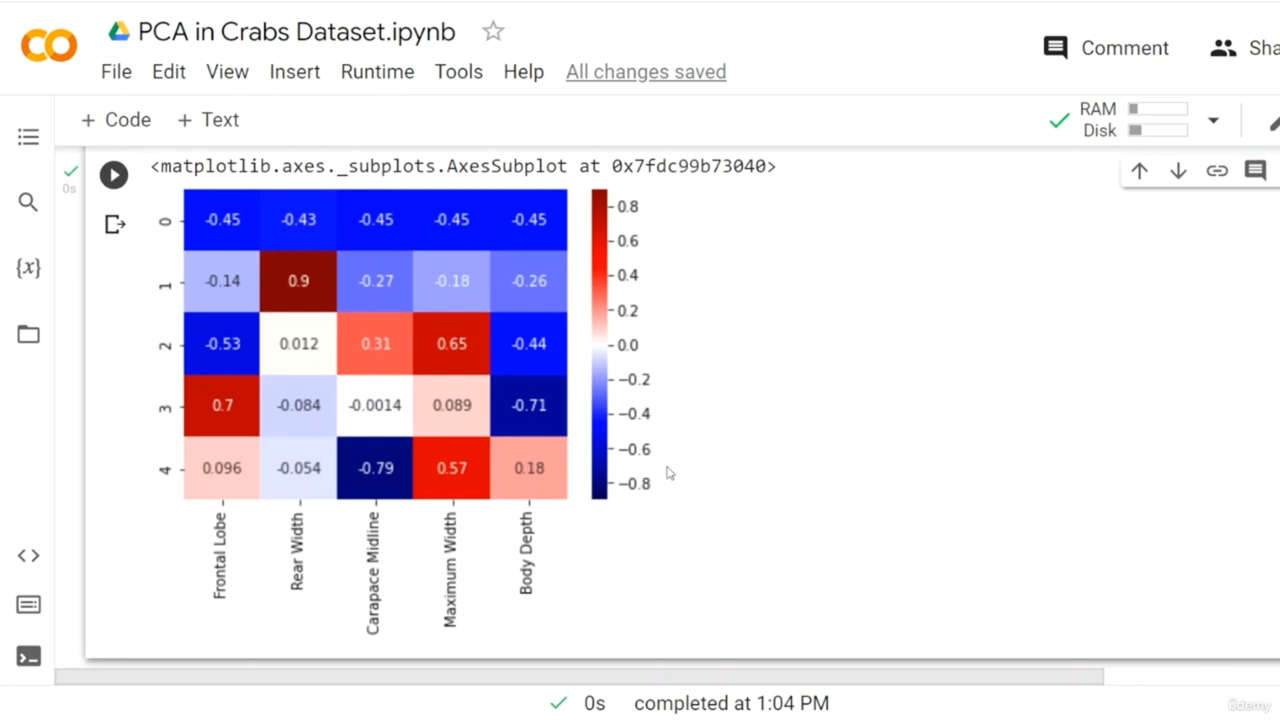 PCA in Crabs Dataset.ipynb
File Edit View Insert Runtime Tools Help All changes saved
Comment
Sha
+ Code + Text
RAM
Disk
0s
<matplotlib.axes._subplots.AxesSubplot at 0x7fdc99b73040>
0 -0.45 -0.43 -0.45 -0.45 -0.45
1 -0.14 0.9 -0.27 -0.18 -0.26
2 -0.53 0.012 0.31 0.65 -0.44
3 0.7 -0.084 -0.0014 0.089 -0.71
4 0.096 -0.054 -0.79 0.57 0.18
0.8
0.6
0.4
0.2
0.0
−0.2
−0.4
−0.6
−0.8
Frontal Lobe
Rear Width
Carapace Midline
Maximum Width
Body Depth
{x}
0s completed at 1:04 PM
ûdemy